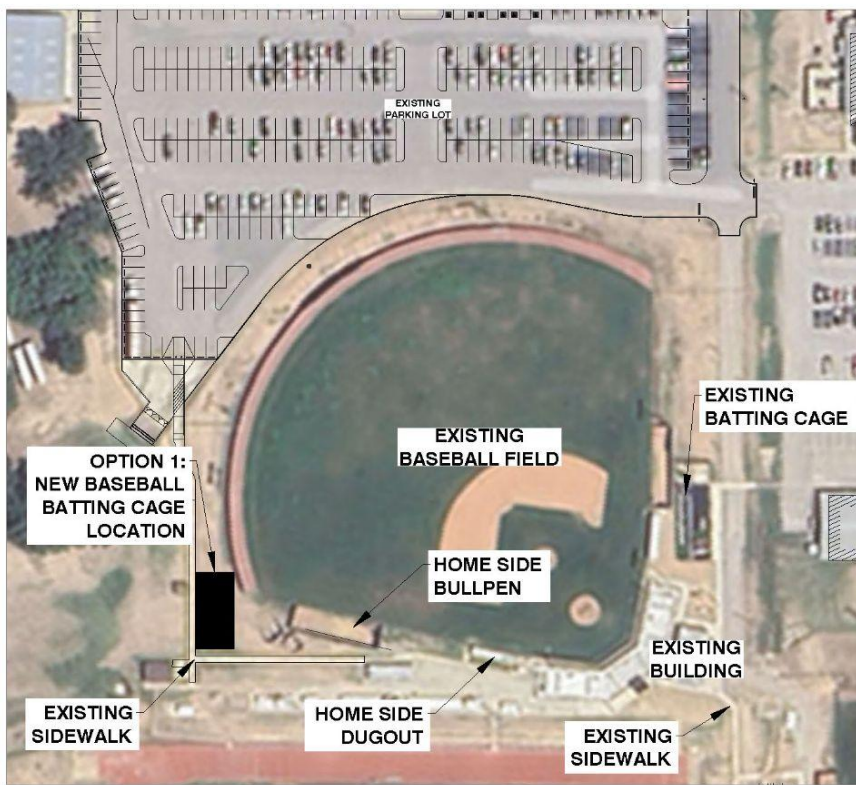 EXISTING
PARKING LOT
EXISTING
BATTING CAGE
EXISTING
BASEBALL FIELD
OPTION 1:
NEW BASEBALL
BATTING CAGE
LOCATION
HOME SIDE
BULLPEN
EXISTING
BUILDING
EXISTING
SIDEWALK
HOME SIDE
DUGOUT
EXISTING
SIDEWALK